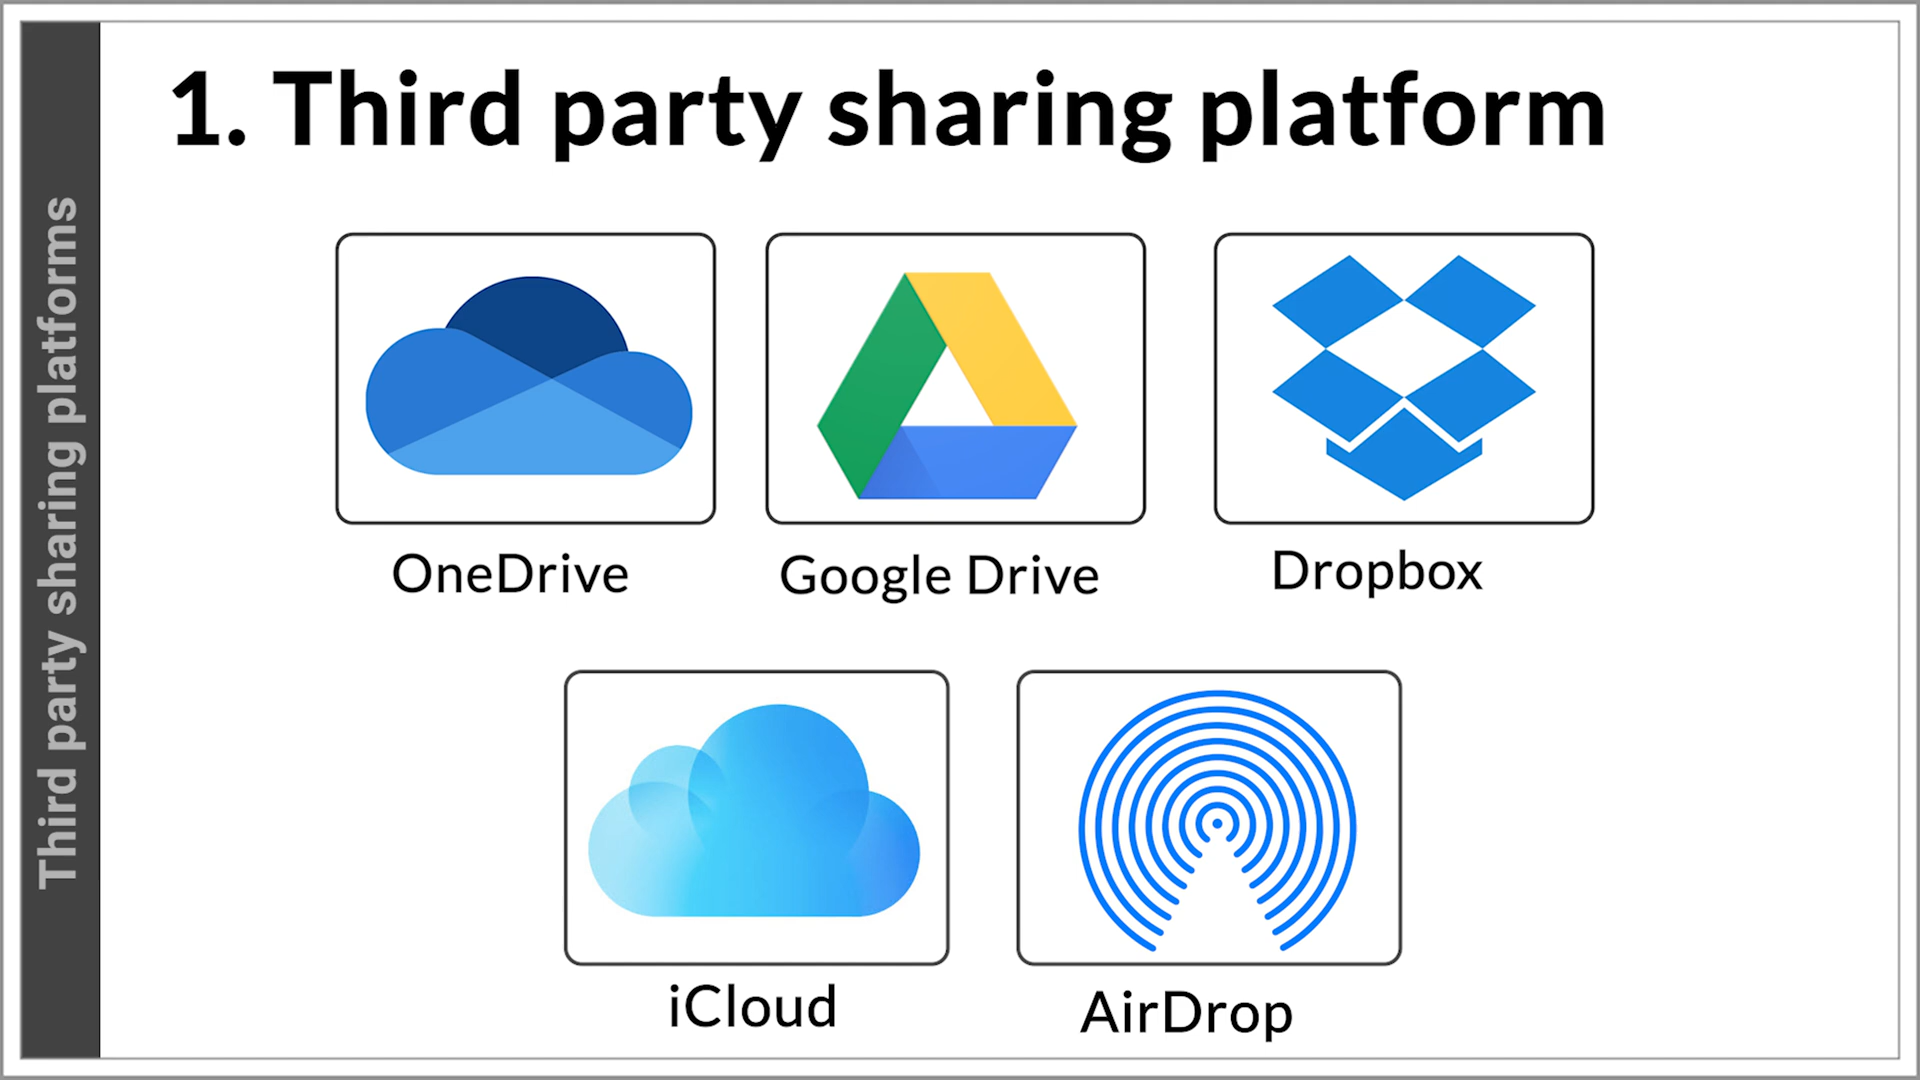 Third party sharing platforms
1. Third party sharing platform
OneDrive
Google Drive
Dropbox
iCloud
AirDrop